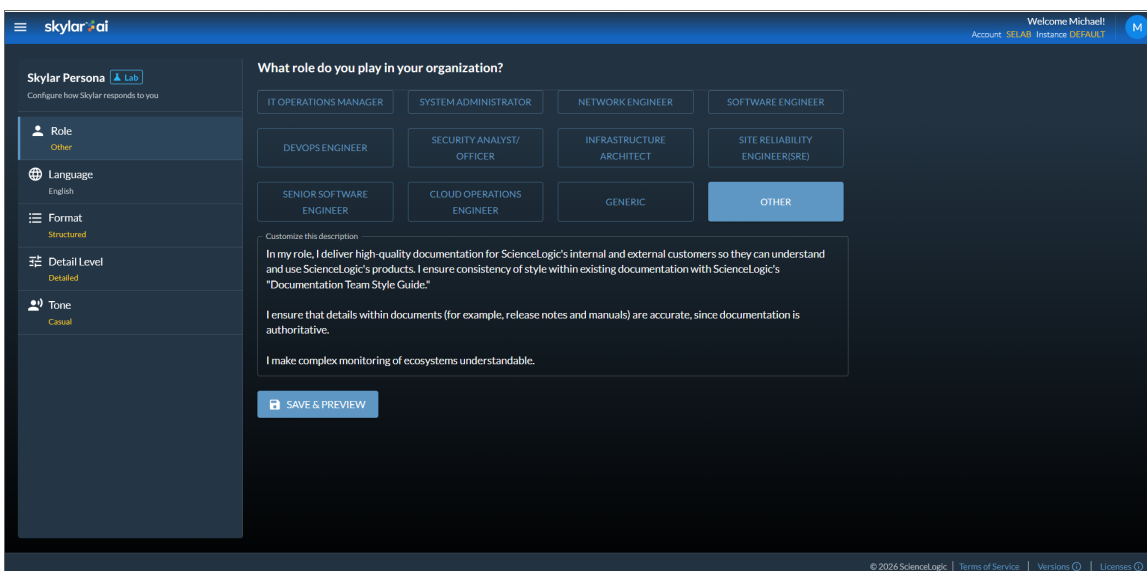 skylar ai
Welcome Michael!
Account SELAB Instance DEFAULT
M
Skylar Persona Lab
Configure how Skylar responds to you
Role
Other
Language
English
Format
Structured
Detail Level
Detailed
Tone
Casual
What role do you play in your organization?
IT OPERATIONS MANAGER
SYSTEM ADMINISTRATOR
NETWORK ENGINEER
SOFTWARE ENGINEER
DEVOPS ENGINEER
SECURITY ANALYST/
OFFICER
INFRASTRUCTURE
ARCHITECT
SITE RELIABILITY
ENGINEER(SRE)
SENIOR SOFTWARE
ENGINEER
CLOUD OPERATIONS
ENGINEER
GENERIC
OTHER
Customize this description
In my role, I deliver high-quality documentation for ScienceLogic's internal and external customers so they can understand
and use ScienceLogic's products. I ensure consistency of style within existing documentation with ScienceLogic's
"Documentation Team Style Guide."
I ensure that details within documents (for example, release notes and manuals) are accurate, since documentation is
authoritative.
I make complex monitoring of ecosystems understandable.
SAVE & PREVIEW
© 2026 ScienceLogic | Terms of Service | Versions | Licenses